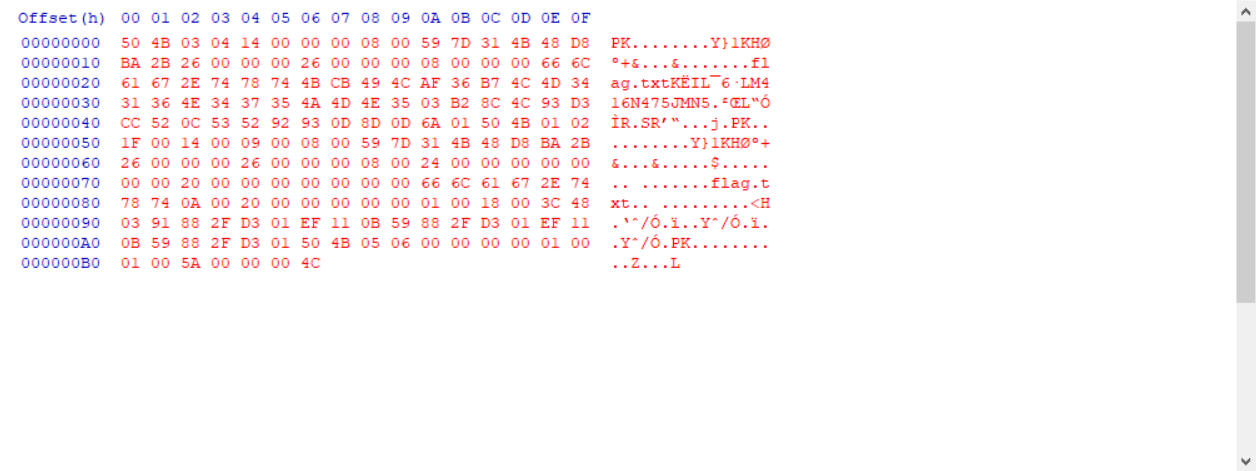 Offset(h) 00 01 02 03 04 05 06 07 08 09 0A 0B 0C 0D 0E 0F
00000000 50 4B 03 04 14 00 00 00 08 00 59 7D 31 4B 48 D8 PK........Y}1KHØ
00000010 BA 2B 26 00 00 00 26 00 00 00 08 00 00 00 66 6C º+&...&.......fl
00000020 61 67 2E 74 78 74 4B CB 49 4C AF 36 B7 4C 4D 34 ag.txtKËIL¯6·LM4
00000030 31 36 4E 34 37 35 4A 4D 4E 35 03 B2 8C 4C 93 D3 16N475JMN5.²ŒL“Ó
00000040 CC 52 0C 53 52 92 93 0D 8D 0D 6A 01 50 4B 01 02 ÌR.SR’“...j.PK..
00000050 1F 00 14 00 09 00 08 00 59 7D 31 4B 48 D8 BA 2B ........Y}1KHØº+
00000060 26 00 00 00 26 00 00 00 08 00 24 00 00 00 00 00 &...&.....$.....
00000070 00 00 20 00 00 00 00 00 00 00 66 6C 61 67 2E 74 .. .......flag.t
00000080 78 74 0A 00 20 00 00 00 00 00 01 00 18 00 3C 48 xt.. .........<H
00000090 03 91 88 2F D3 01 EF 11 0B 59 88 2F D3 01 EF 11 .‘ˆ/Ó.ï..Yˆ/Ó.ï.
000000A0 0B 59 88 2F D3 01 50 4B 05 06 00 00 00 00 01 00 .Yˆ/Ó.PK........
000000B0 01 00 5A 00 00 00 4C ..Z...L